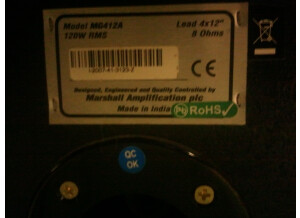 Model MG412A Lead 4x12"
120W RMS 8 Ohms
CE
Designed, Engineered and Quality Controlled by
Marshall Amplification plc
Made in India
Pb RoHS
QC
OK